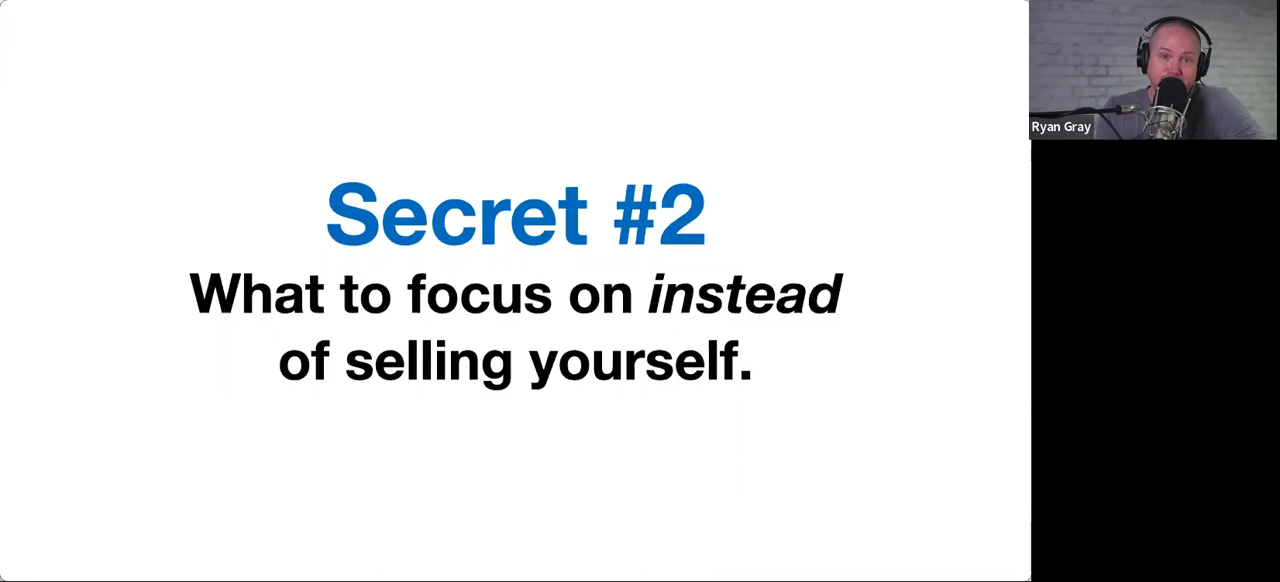 Secret #2
What to focus on instead
of selling yourself.
Ryan Gray